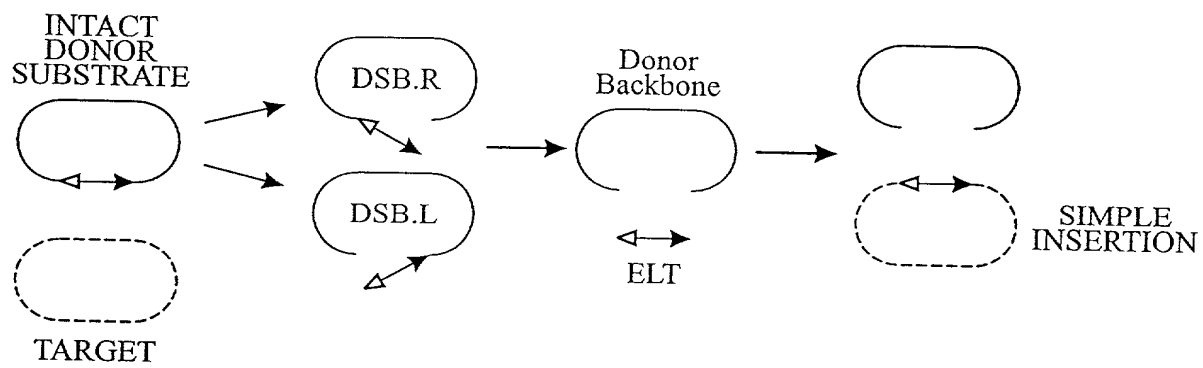 INTACT
DONOR
SUBSTRATE
TARGET
DSB.R
DSB.L
Donor
Backbone
ELT
SIMPLE
INSERTION